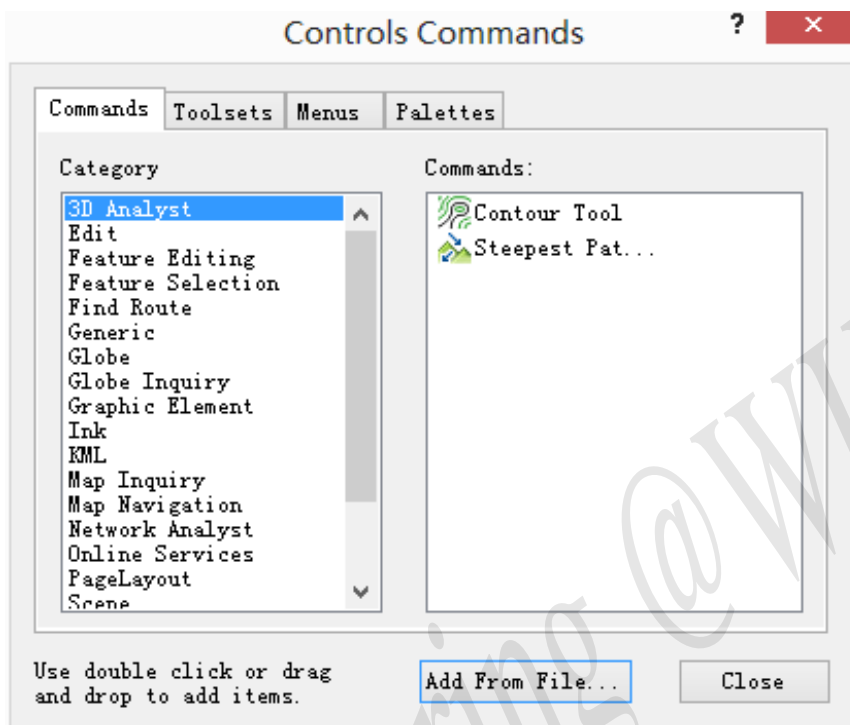 Controls Commands
?
Commands
Toolsets
Menus
Palettes
Category
Commands:
3D Analyst
Edit
Feature Editing
Feature Selection
Find Route
Generic
Globe
Globe Inquiry
Graphic Element
Ink
KML
Map Inquiry
Map Navigation
Network Analyst
Online Services
PageLayout
Scene
Contour Tool
Steepest Pat...
Use double click or drag
and drop to add items.
Add From File...
Close